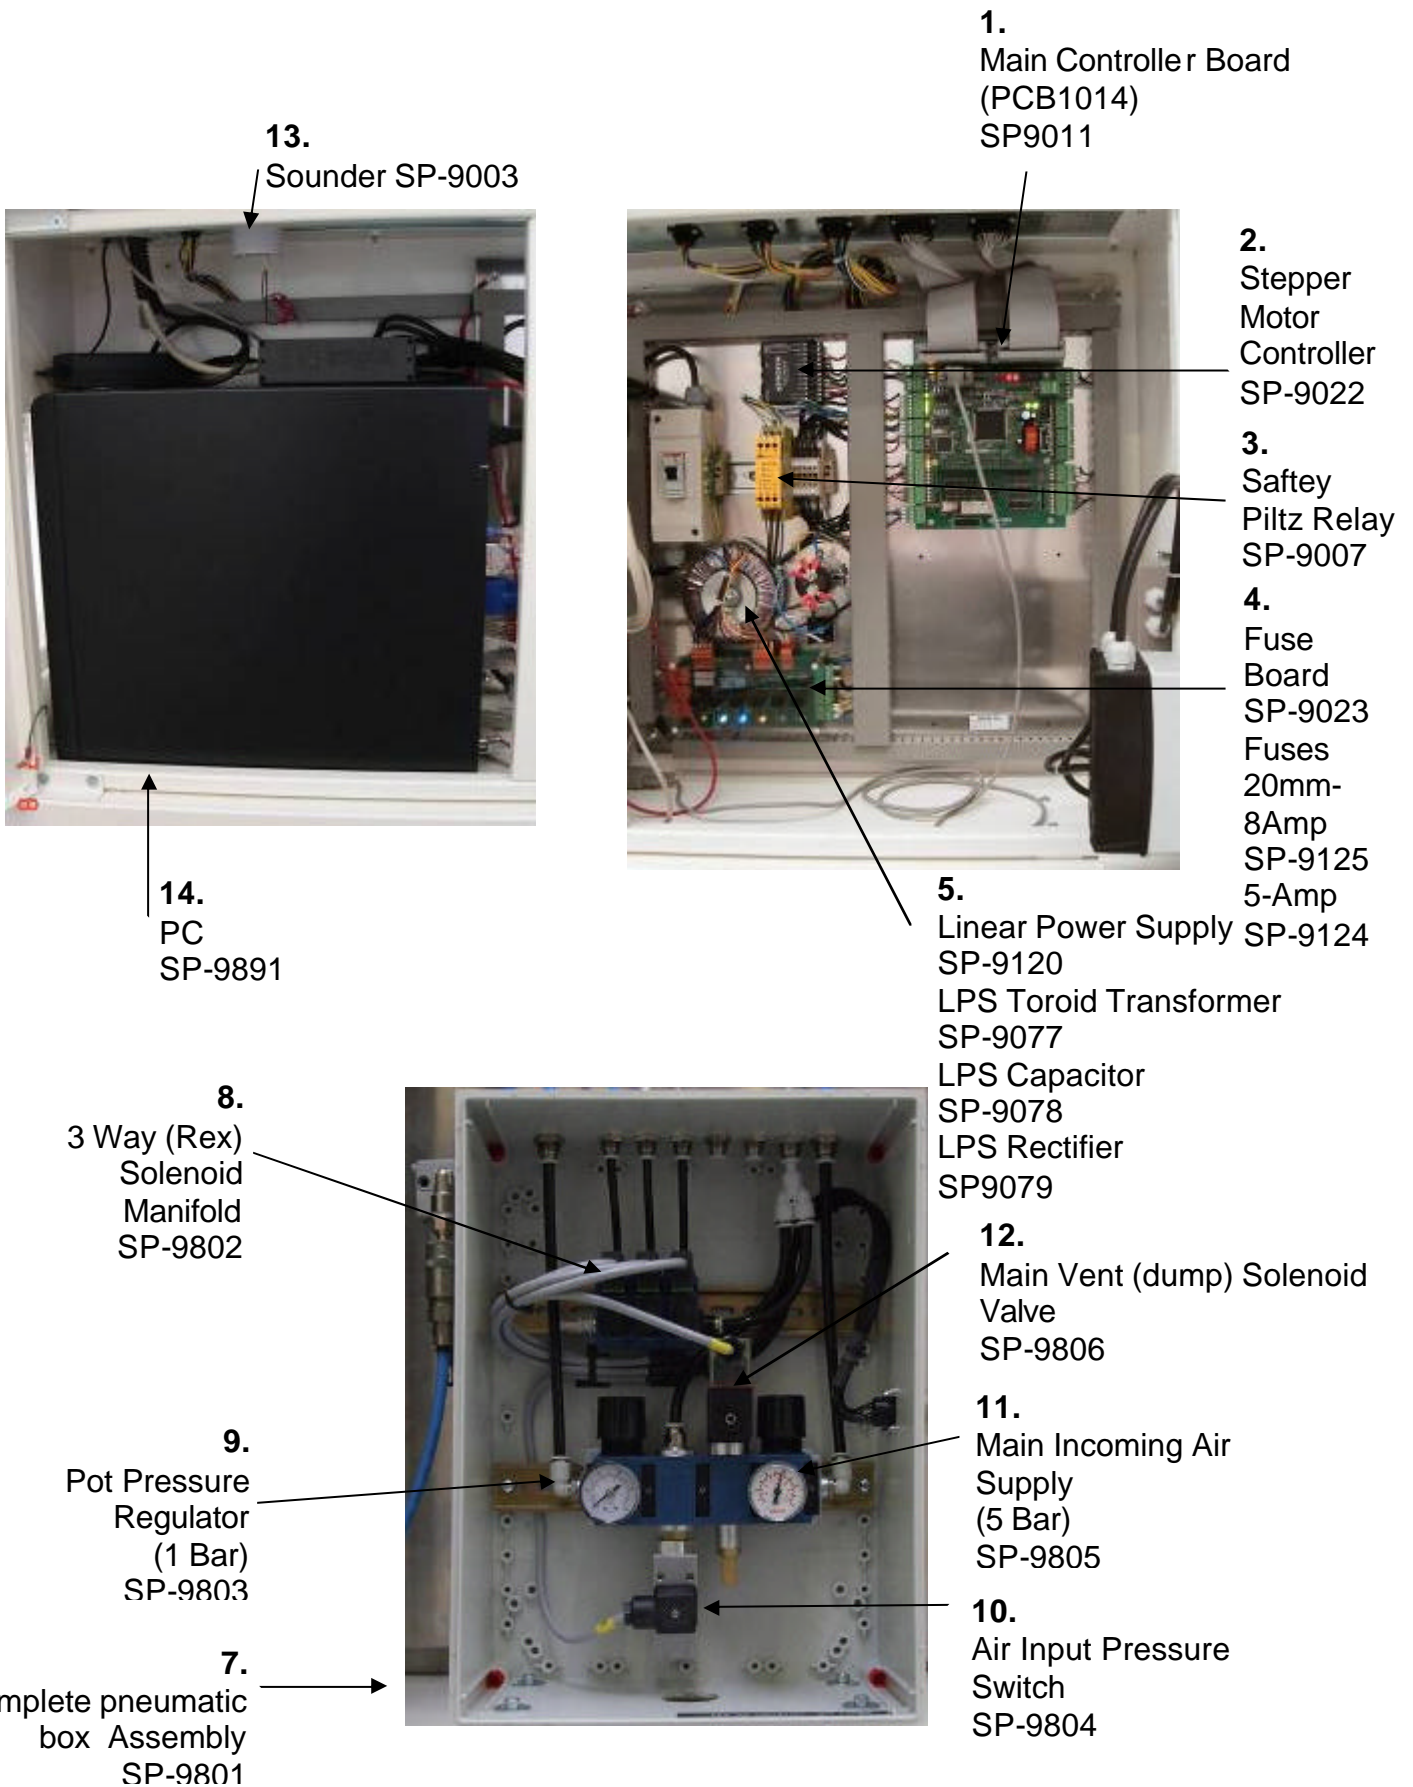 1.
Main Controller Board
(PCB1014)
SP9011
13.
Sounder SP-9003
2.
Stepper
Motor
Controller
SP-9022
3.
Saftey
Piltz Relay
SP-9007
4.
Fuse
Board
SP-9023
Fuses
20mm-
8Amp
SP-9125
5-Amp
SP-9124
14.
PC
SP-9891
5.
Linear Power Supply
SP-9120
LPS Toroid Transformer
SP-9077
LPS Capacitor
SP-9078
LPS Rectifier
SP9079
8.
3 Way (Rex)
Solenoid
Manifold
SP-9802
12.
Main Vent (dump) Solenoid
Valve
SP-9806
9.
Pot Pressure
Regulator
(1 Bar)
SP-9803
11.
Main Incoming Air
Supply
(5 Bar)
SP-9805
10.
Air Input Pressure
Switch
SP-9804
7.
mplete pneumatic
box Assembly
SP-9801